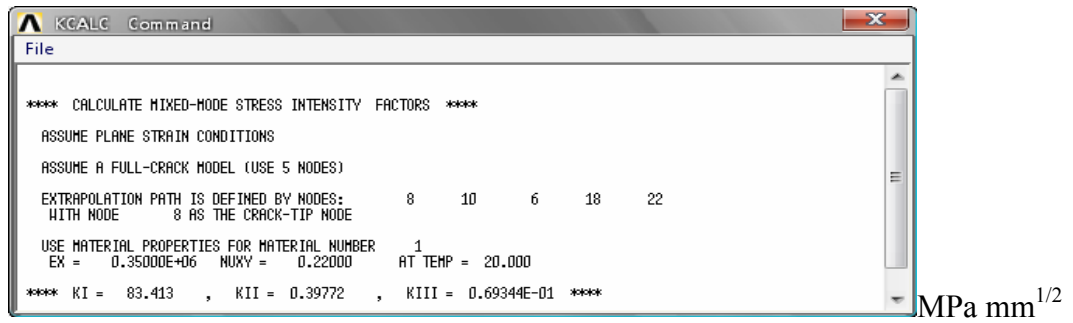 KCALC Command
File
**** CALCULATE MIXED-MODE STRESS INTENSITY FACTORS ****
ASSUME PLANE STRAIN CONDITIONS
ASSUME A FULL-CRACK MODEL (USE 5 NODES)
EXTRAPOLATION PATH IS DEFINED BY NODES: 8 10 6 18 22
WITH NODE 8 AS THE CRACK-TIP NODE
USE MATERIAL PROPERTIES FOR MATERIAL NUMBER 1
EX = 0.35000E+06 NUXY = 0.22000 AT TEMP = 20.000
**** KI = 83.413 , KII = 0.39772 , KIII = 0.69344E-01 ****
MPa mm^1/2